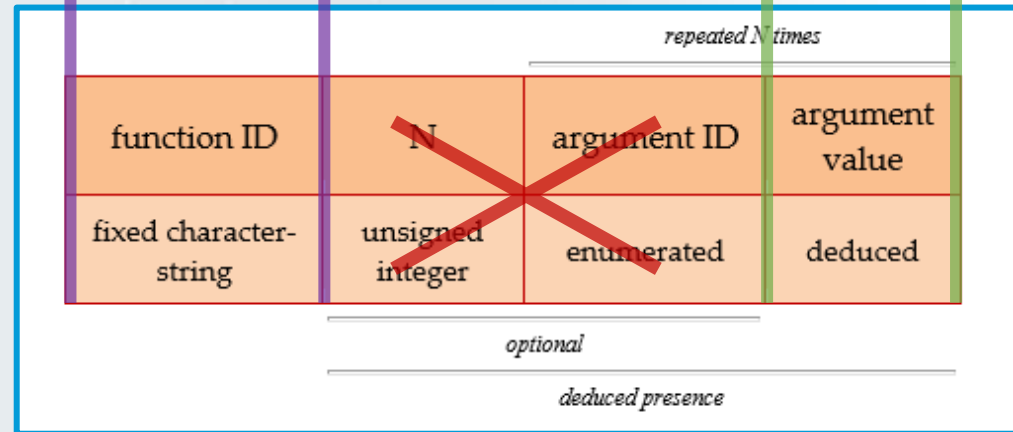 repeated N times
function ID
N
argument ID
argument
value
fixed character-
string
unsigned
integer
enumerated
deduced
optional
deduced presence